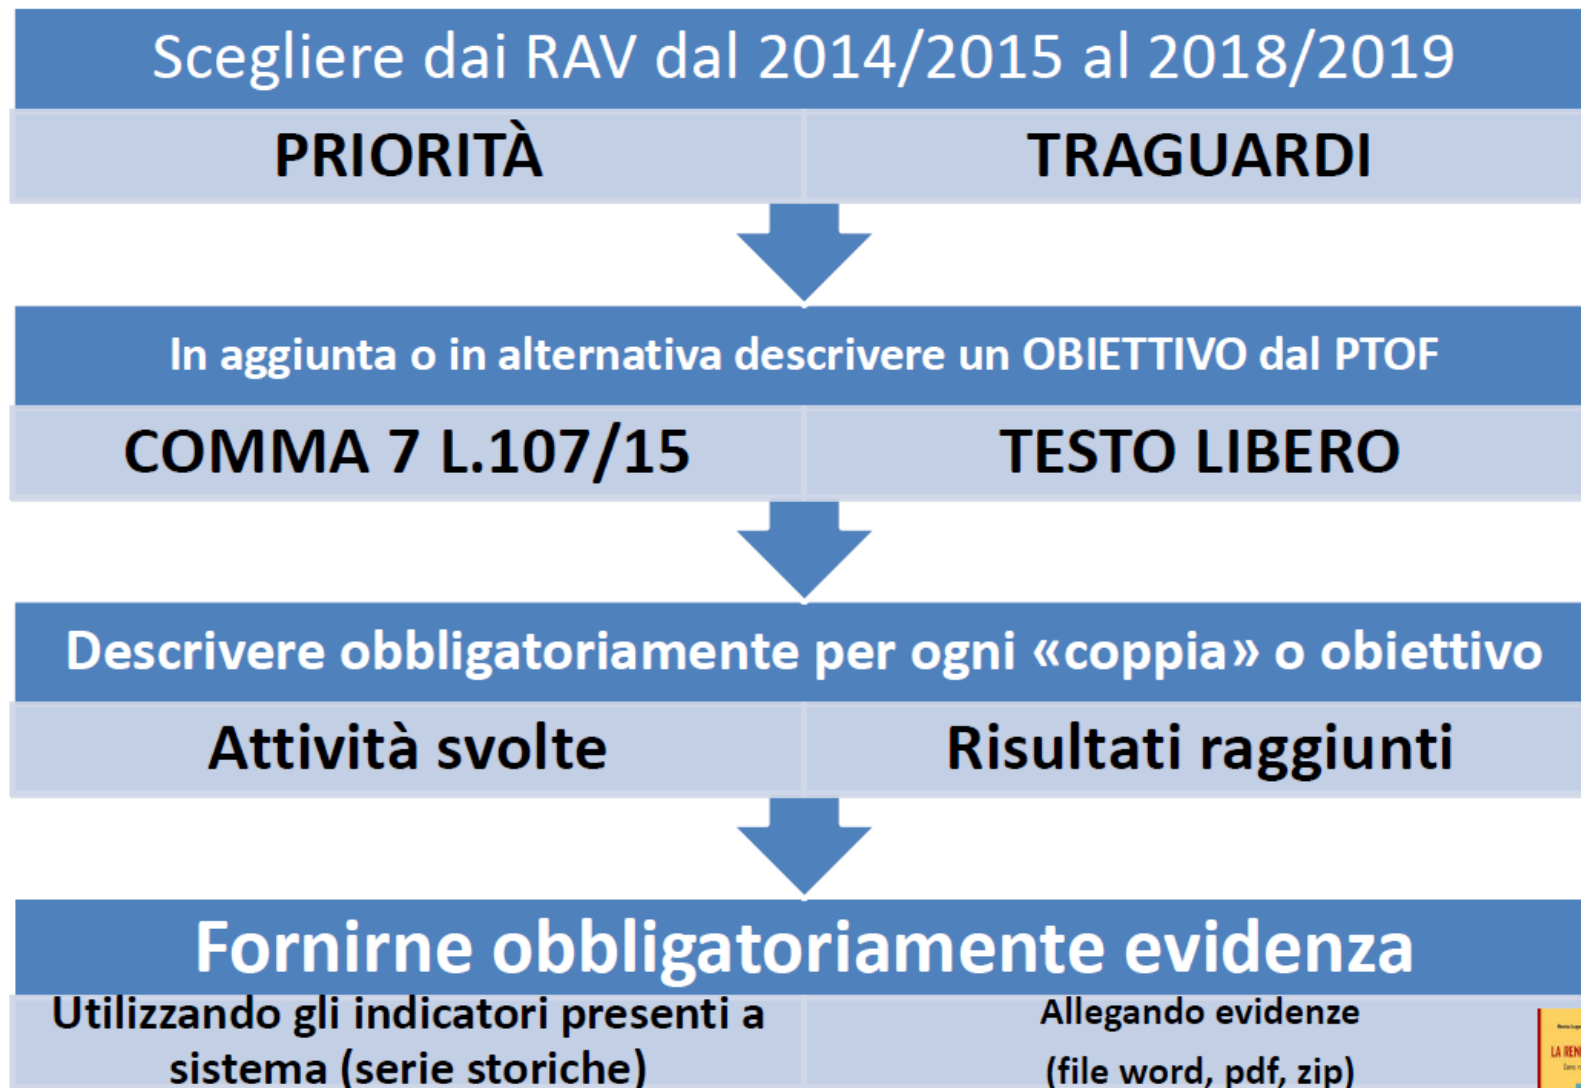 Scegliere dai RAV dal 2014/2015 al 2018/2019
PRIORITÀ
TRAGUARDI
In aggiunta o in alternativa descrivere un OBIETTIVO dal PTOF
COMMA 7 L.107/15
TESTO LIBERO
Descrivere obbligatoriamente per ogni «coppia» o obiettivo
Attività svolte
Risultati raggiunti
Fornirne obbligatoriamente evidenza
Utilizzando gli indicatori presenti a
sistema (serie storiche)
Allegando evidenze
(file word, pdf, zip)
LA REN